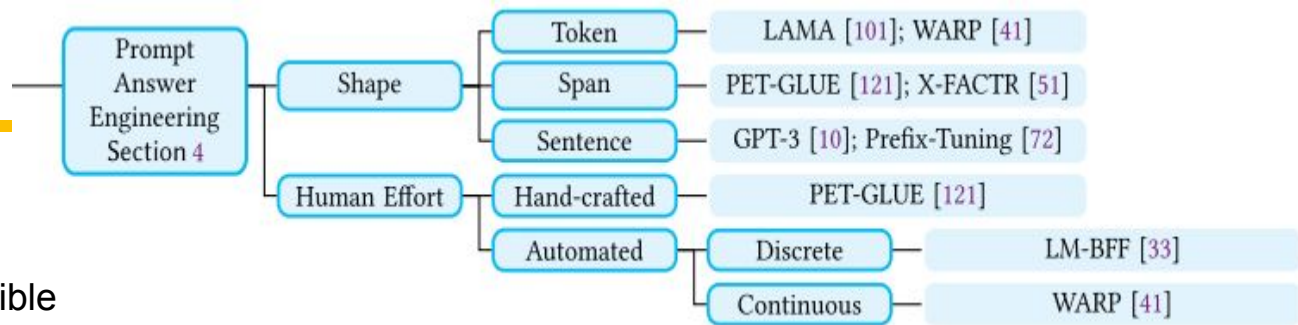 Prompt
Answer
Engineering
Section 4
Shape
Token
LAMA [101]; WARP [41]
Span
PET-GLUE [121]; X-FACTR [51]
Sentence
GPT-3 [10]; Prefix-Tuning [72]
Human Effort
Hand-crafted
PET-GLUE [121]
Automated
Discrete
LM-BFF [33]
Continuous
WARP [41]